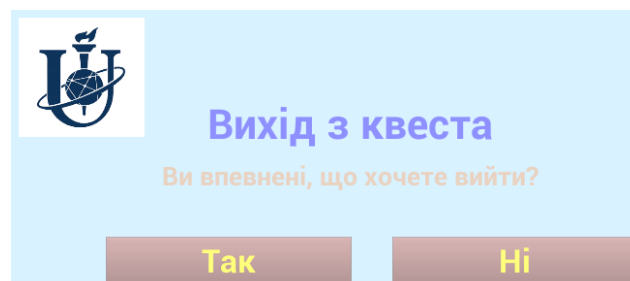 Вихід з квеста
Ви впевнені, що хочете вийти?
Так
Ні